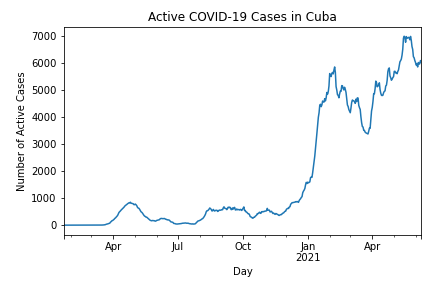 Active COVID-19 Cases in Cuba
7000
6000
5000
4000
3000
2000
1000
0
Number of Active Cases
Apr
Jul
Oct
Jan
2021
Apr
Day